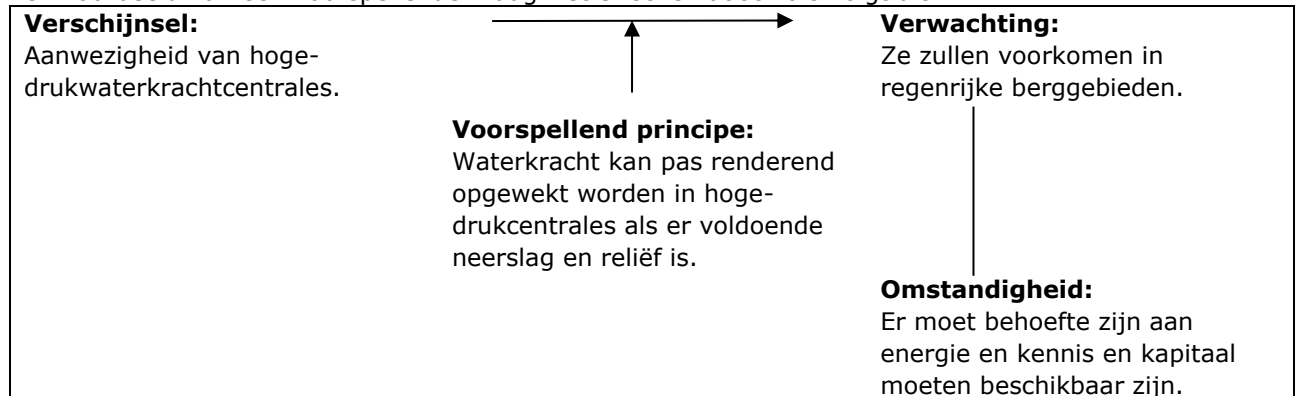 Verschijnsel:
Aanwezigheid van hoge-
drukwaterkrachtcentrales.
Voorspellend principe:
Waterkracht kan pas renderend
opgewekt worden in hoge-
drukcentrales als er voldoende
neerslag en reliëf is.
Verwachting:
Ze zullen voorkomen in
regenrijke berggebieden.
Omstandigheid:
Er moet behoefte zijn aan
energie en kennis en kapitaal
moeten beschikbaar zijn.